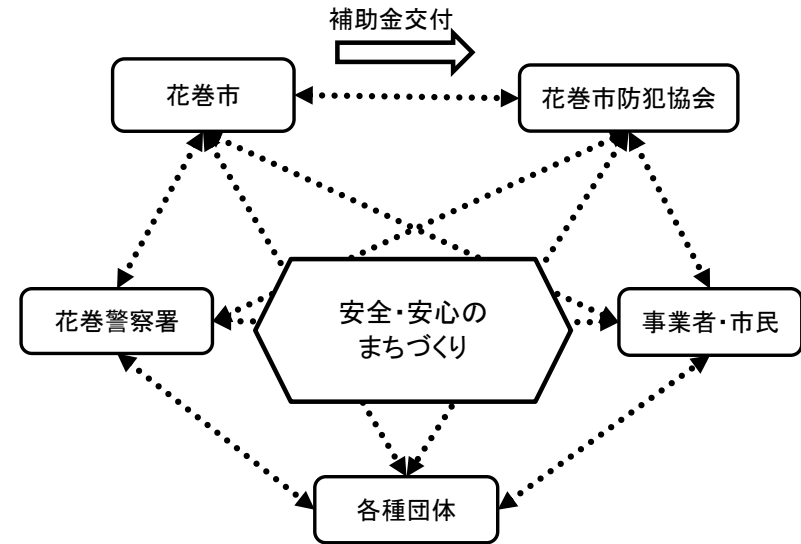 補助金交付
花巻市
花巻市防犯協会
花巻警察署
安全・安心の
まちづくり
事業者・市民
各種団体